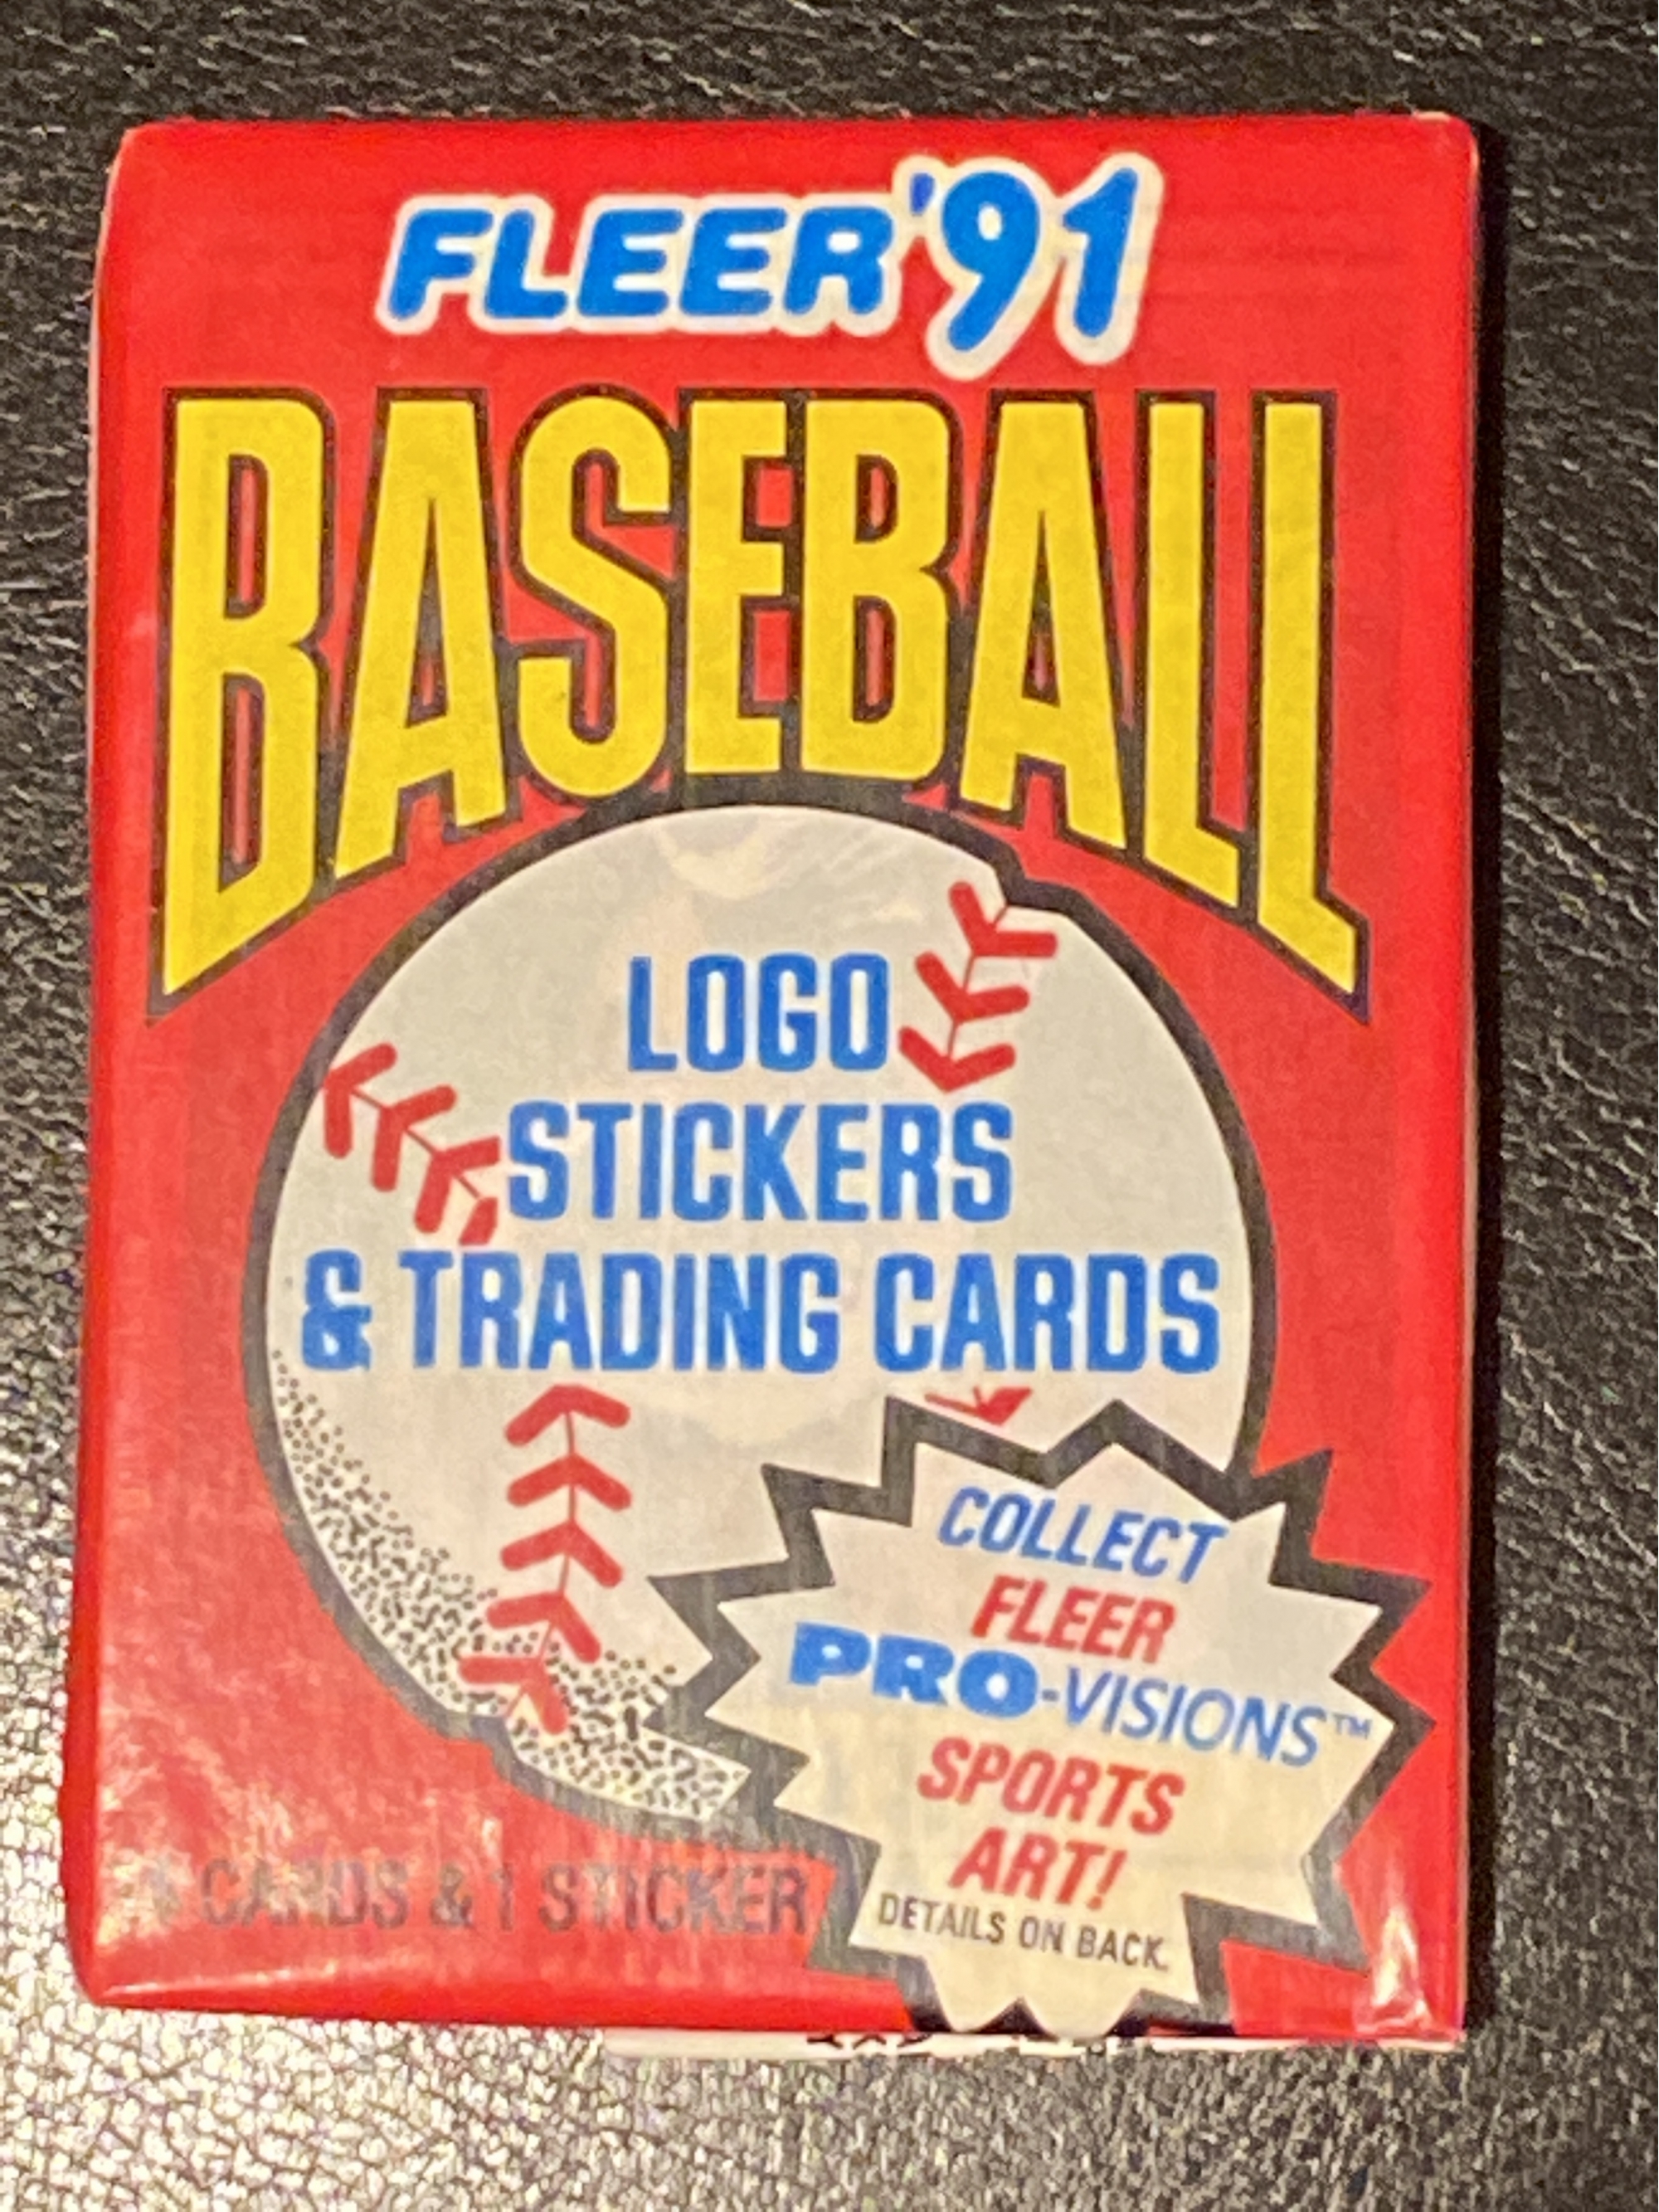 FLEER '91
BASEBALL
LOGO
STICKERS
& TRADING CARDS
COLLECT
FLEER
PRO-VISIONS™
SPORTS
ART!
DETAILS ON BACK.
CARDS & 1 STICKER